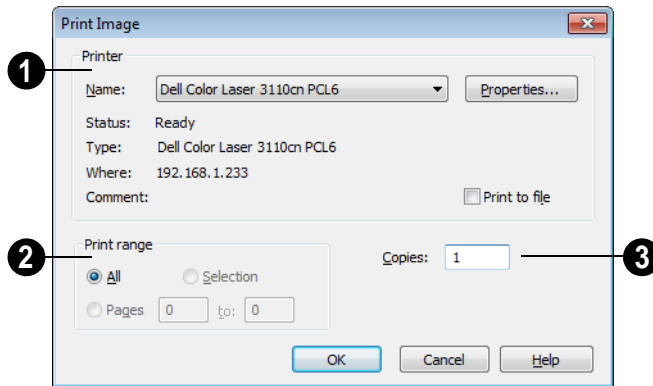 Print Image
Printer
1
Name: Dell Color Laser 3110cn PCL6 Properties...
Status: Ready
Type: Dell Color Laser 3110cn PCL6
Where: 192.168.1.233
Comment: Print to file
Print range
2
Copies: 1
3
All Selection
Pages 0 to: 0
OK Cancel Help